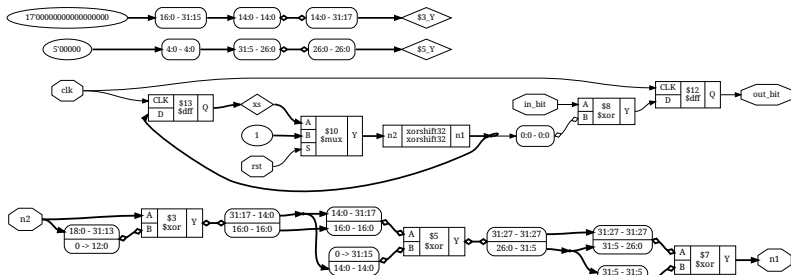 17'00000000000000000
16:0 - 31:15
14:0 - 14:0
14:0 - 31:17
$3_Y
5'00000
4:0 - 4:0
31:5 - 26:0
26:0 - 26:0
$5_Y
clk
CLK
D
$13
$dff
Q
xs
1
rst
A
B
S
$10
$mux
Y
n2
xorshift32
xorshift32
n1
0:0 - 0:0
in_bit
A
B
$8
$xor
Y
CLK
D
$12
$dff
Q
out_bit
n2
18:0 - 31:13
0 -> 12:0
A
B
$3
$xor
Y
31:17 - 14:0
16:0 - 16:0
14:0 - 31:17
16:0 - 16:0
0 -> 31:15
14:0 - 14:0
A
B
$5
$xor
Y
31:27 - 31:27
26:0 - 31:5
31:27 - 31:27
31:5 - 26:0
31:5 - 31:5
A
B
$7
$xor
Y
n1